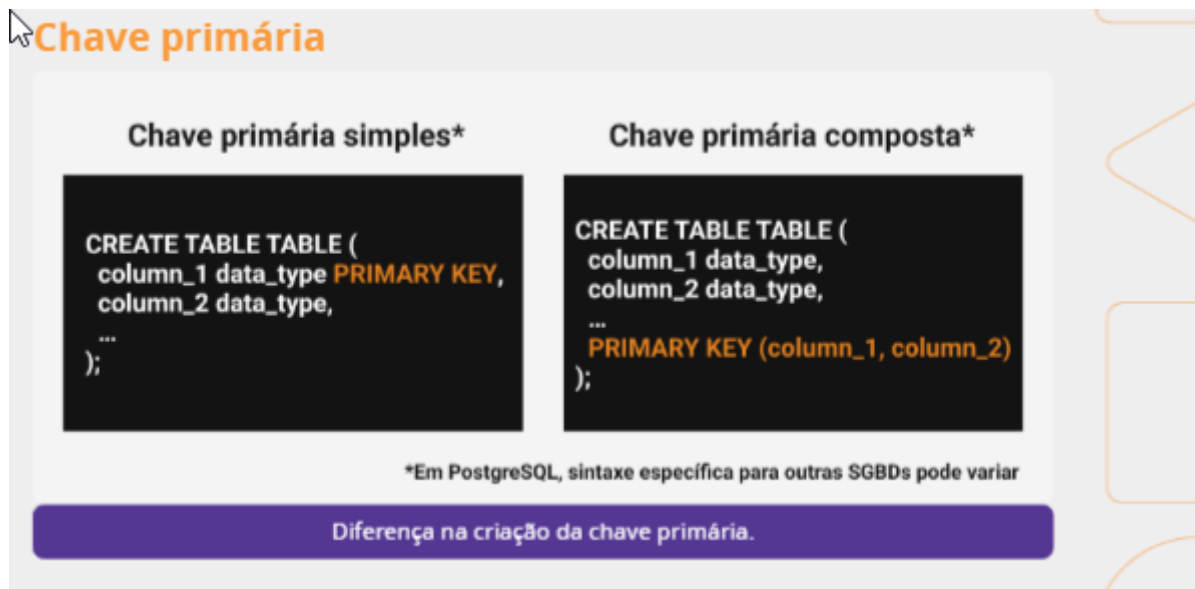 Chave primária
Chave primária simples*
CREATE TABLE TABLE (
column_1 data_type PRIMARY KEY,
column_2 data_type,
...
);
Chave primária composta*
CREATE TABLE TABLE (
column_1 data_type,
column_2 data_type,
...
PRIMARY KEY (column_1, column_2)
);
*Em PostgreSQL, sintaxe específica para outras SGBDs pode variar
Diferença na criação da chave primária.